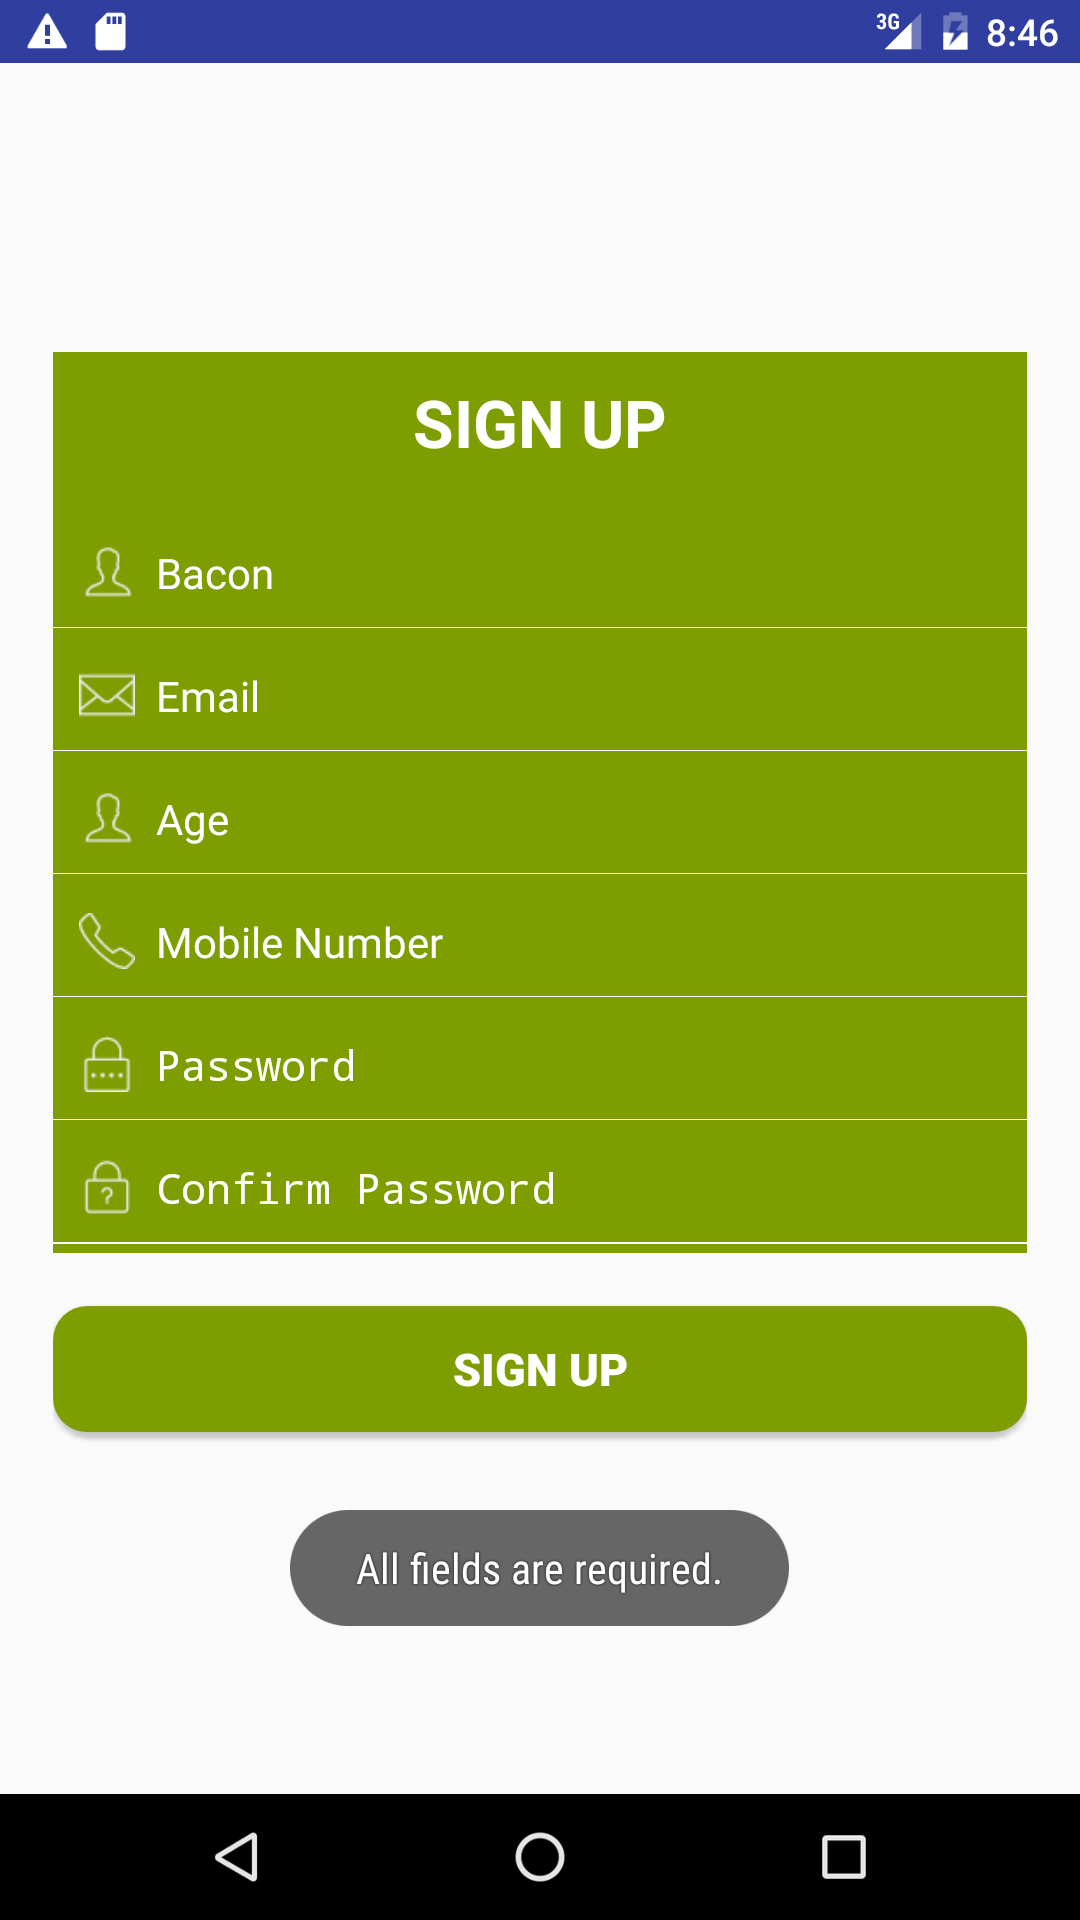 3G 8:46
SIGN UP
Bacon
Email
Age
Mobile Number
Password
Confirm Password
SIGN UP
All fields are required.